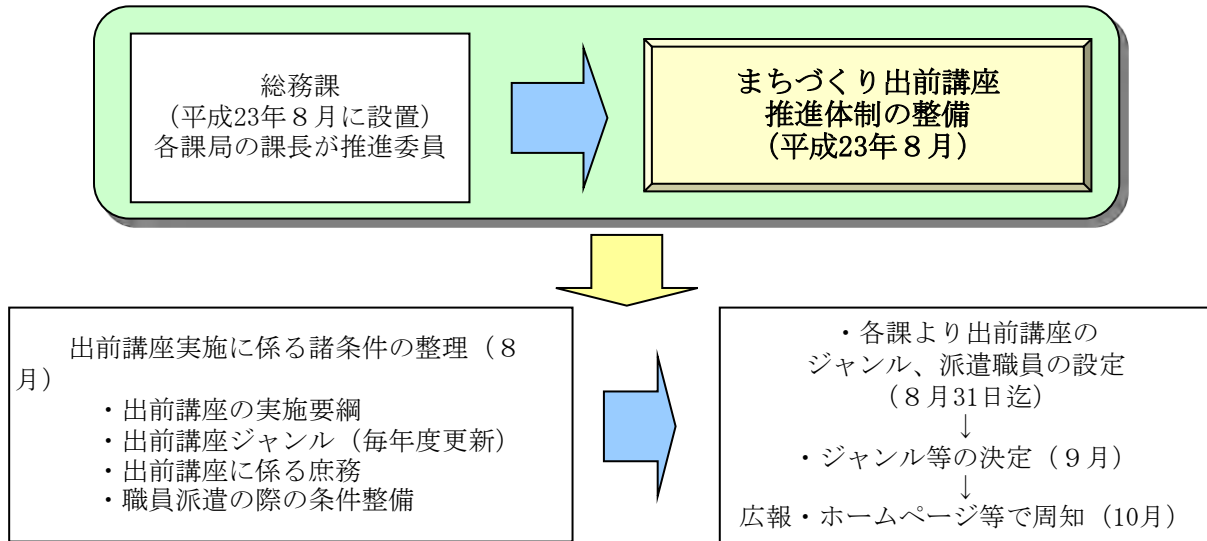 総務課
（平成23年８月に設置）
各課局の課長が推進委員
まちづくり出前講座
推進体制の整備
（平成23年８月）
出前講座実施に係る諸条件の整理（８
月）
・出前講座の実施要綱
・出前講座ジャンル（毎年度更新）
・出前講座に係る庶務
・職員派遣の際の条件整備
・各課より出前講座の
ジャンル、派遣職員の設定
（８月31日迄）
↓
・ジャンル等の決定（９月）
↓
広報・ホームページ等で周知（10月）